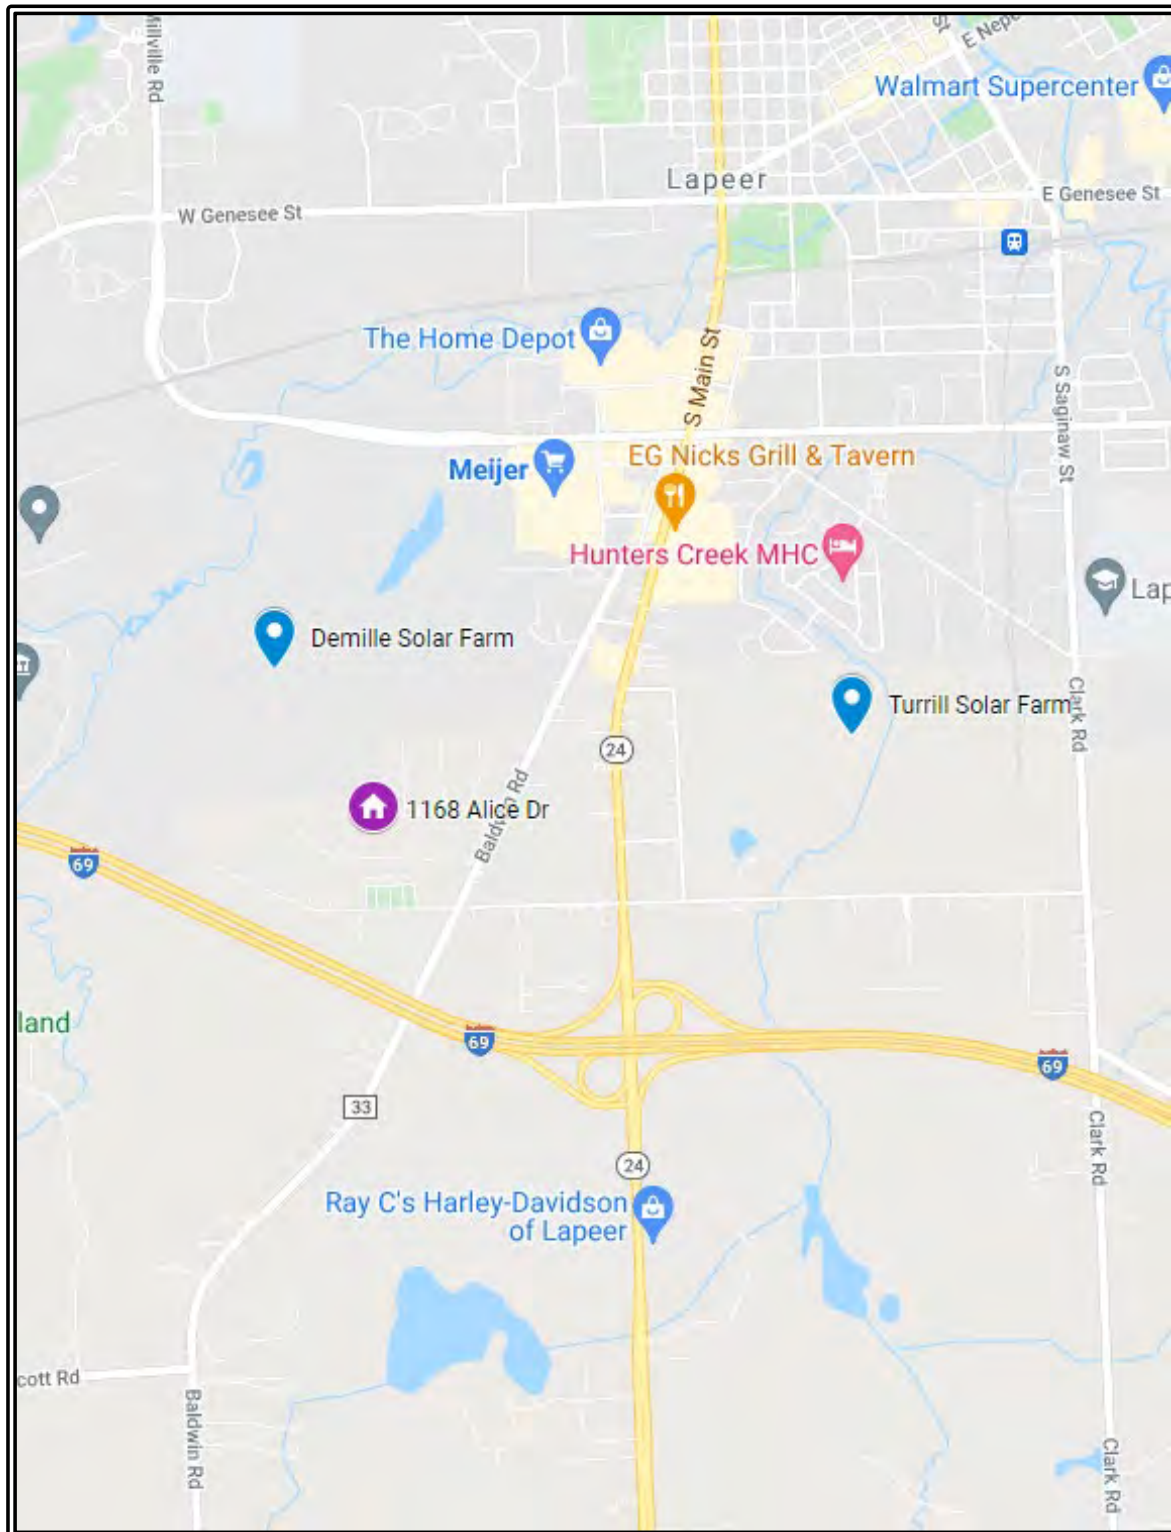 Millville Rd
St
E Nepe
Walmart Supercenter
Lapeer
W Genesee St
E Genesee St
The Home Depot
S Main St
S Saginaw St
EG Nicks Grill & Tavern
Meijer
Hunters Creek MHC
Lap
Demille Solar Farm
Turrill Solar Farm
Clark Rd
24
1168 Alice Dr
Baldwin Rd
69
land
69
69
33
Clark Rd
24
Ray C's Harley-Davidson
of Lapeer
cott Rd
Baldwin Rd
Clark Rd